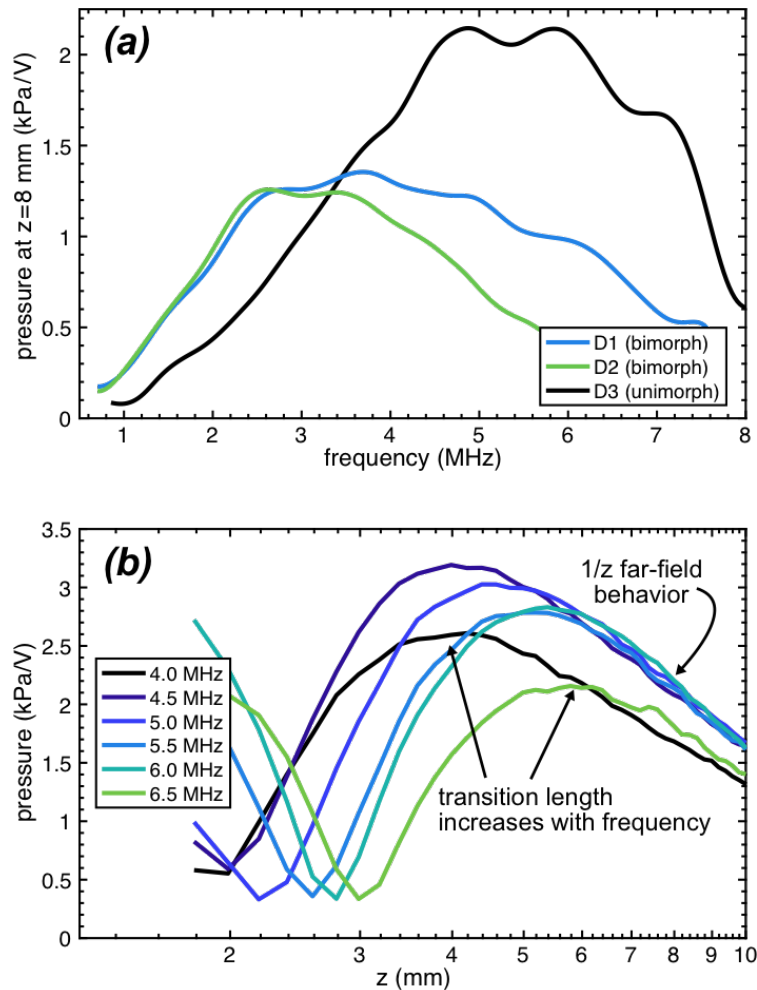 (a)
pressure at z=8 mm (kPa/V)
2
1.5
1
0.5
0
D1 (bimorph)
D2 (bimorph)
D3 (unimorph)
1 2 3 4 5 6 7 8
frequency (MHz)
(b)
pressure (kPa/V)
3.5
3
2.5
2
1.5
1
0.5
0
1/z far-field
behavior
4.0 MHz
4.5 MHz
5.0 MHz
5.5 MHz
6.0 MHz
6.5 MHz
transition length
increases with frequency
2 3 4 5 6 7 8 9 10
z (mm)